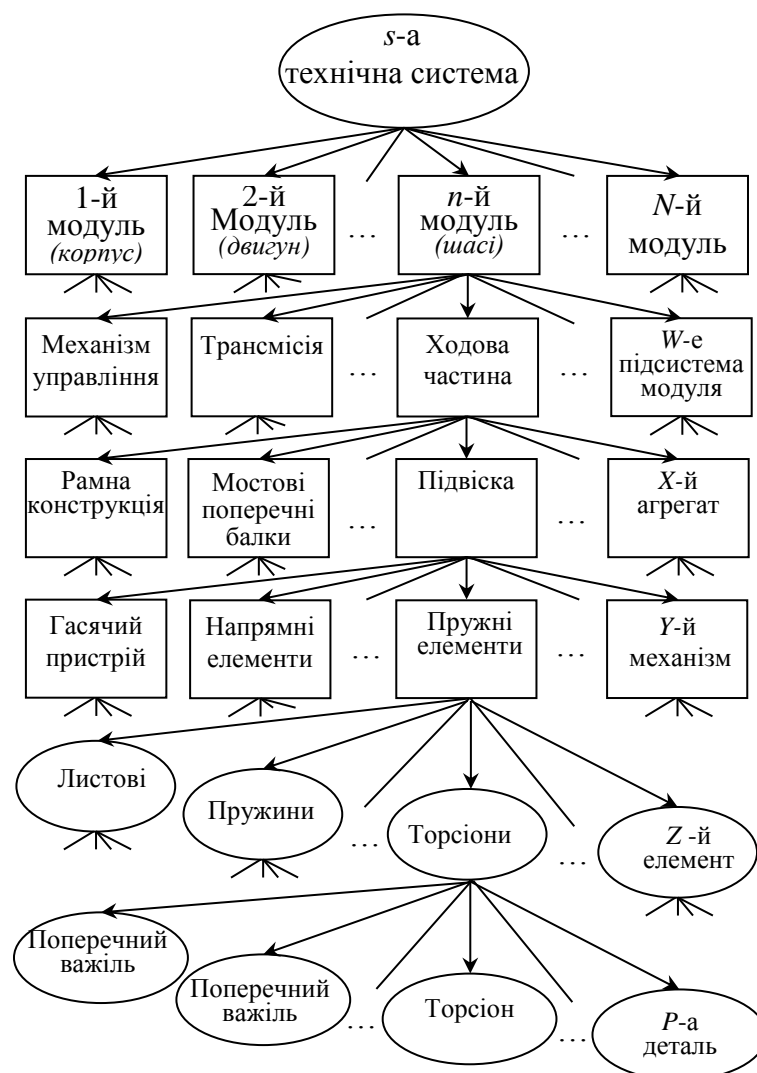 s-а
технічна система
1-й
модуль
(корпус)
2-й
Модуль
(двигун)
…
n-й
модуль
(шасі)
…
N-й
модуль
Механізм
управління
Трансмісія
…
Ходова
частина
…
W-е
підсистема
модуля
Рамна
конструкція
Мостові
поперечні
балки
…
Підвіска
…
X-й
агрегат
Гасячий
пристрій
Напрямні
елементи
…
Пружні
елементи
…
Y-й
механізм
Листові
Пружини
…
Торсіони
…
Z -й
елемент
Поперечний
важіль
Поперечний
важіль
…
Торсіон
…
P-а
деталь